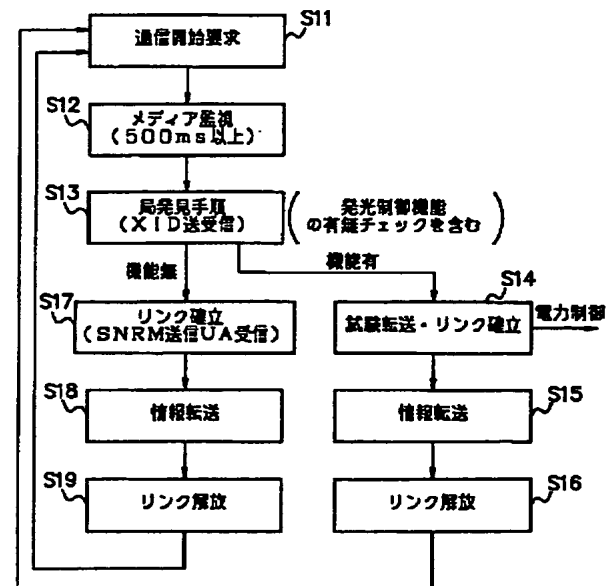 S11
通信開始要求
S12
メディア監視
(500ms以上)
S13
局発見手順
(XID送受信)
発光制御機能
の有無チェックを含む
機能無
機能有
S14
試験転送・リンク確立
電力制御
S17
リンク確立
(SNRM送信UA受信)
S18
情報転送
S15
情報転送
S19
リンク解放
S16
リンク解放